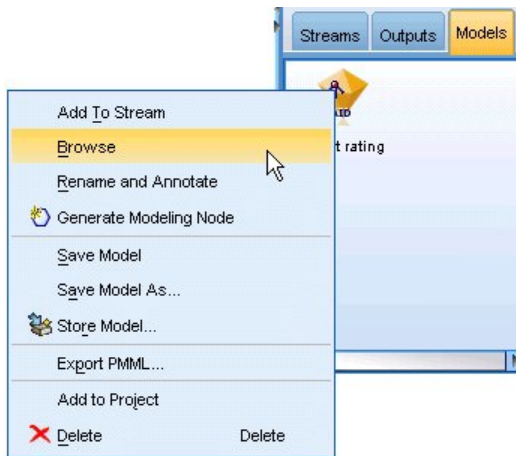 Streams Outputs Models
t rating
Add To Stream
Browse
Rename and Annotate
Generate Modeling Node
Save Model
Save Model As...
Store Model...
Export PMML...
Add to Project
Delete Delete